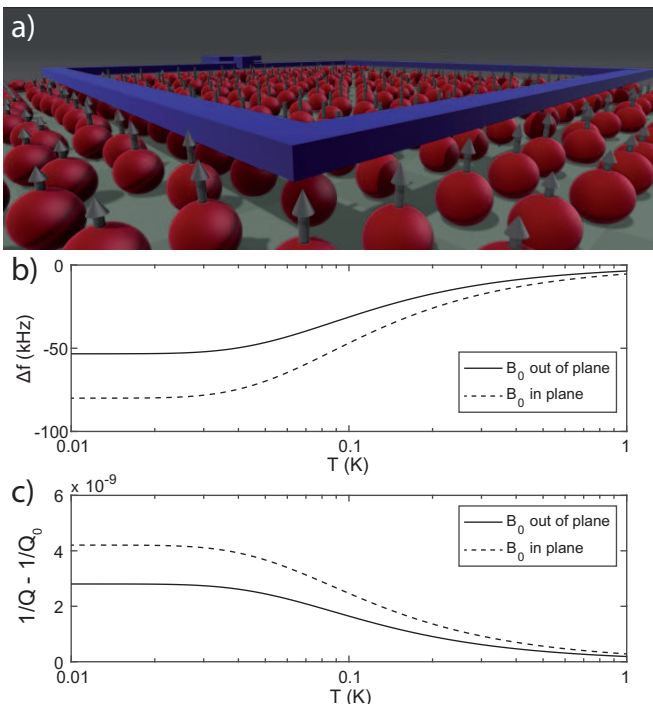 a)
b)
0
-50
-100
Δf (kHz)
B₀ out of plane
B₀ in plane
0.01
0.1
1
T (K)
c)
x 10⁻⁹
6
4
2
0
1/Q - 1/Q₀
B₀ out of plane
B₀ in plane
0.01
0.1
1
T (K)